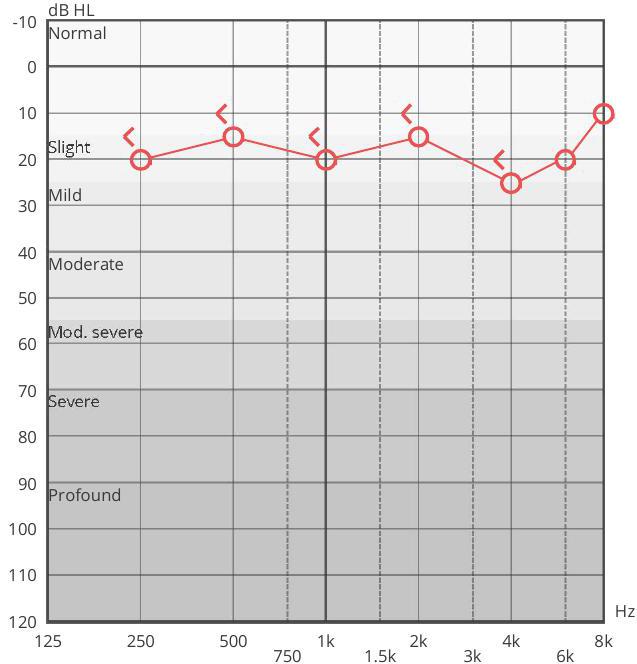 dB HL
-10
Normal
0
10
Slight
20
Mild
30
40
Moderate
50
Mod. severe
60
70
Severe
80
90
Profound
100
110
120
Hz
125 250 500 1k 2k 4k 8k
750 1.5k 3k 6k